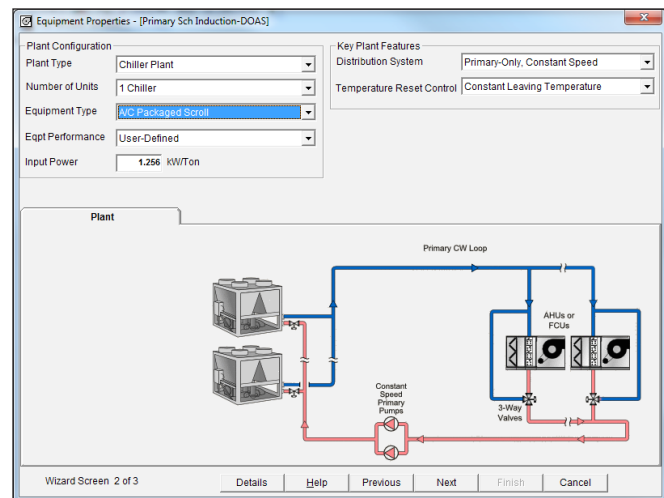 Equipment Properties - [Primary Sch Induction-DOAS]
Plant Configuration
Plant Type
Chiller Plant
Number of Units
1 Chiller
Equipment Type
A/C Packaged Scroll
Eqpt Performance
User-Defined
Input Power
1.256 kW/Ton
Key Plant Features
Distribution System
Primary-Only, Constant Speed
Temperature Reset Control
Constant Leaving Temperature
Plant
Primary CW Loop
AHUs or
FCUs
Constant
Speed
Primary
Pumps
3-Way
Valves
Wizard Screen 2 of 3
Details
Help
Previous
Next
Finish
Cancel